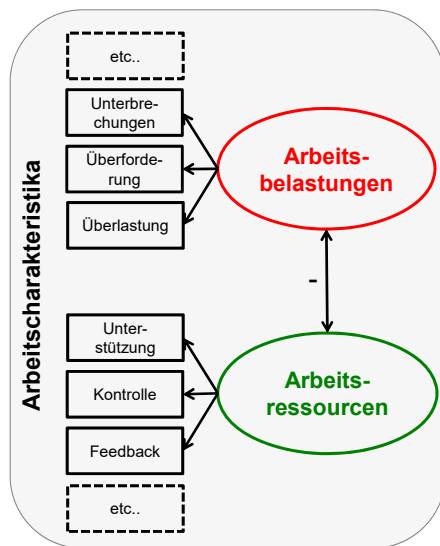 Arbeitscharakteristika
etc..
Unterbre-
chungen
Überforde-
rung
Überlastung
Arbeits-
belastungen
-
Unter-
stützung
Kontrolle
Feedback
etc..
Arbeits-
ressourcen